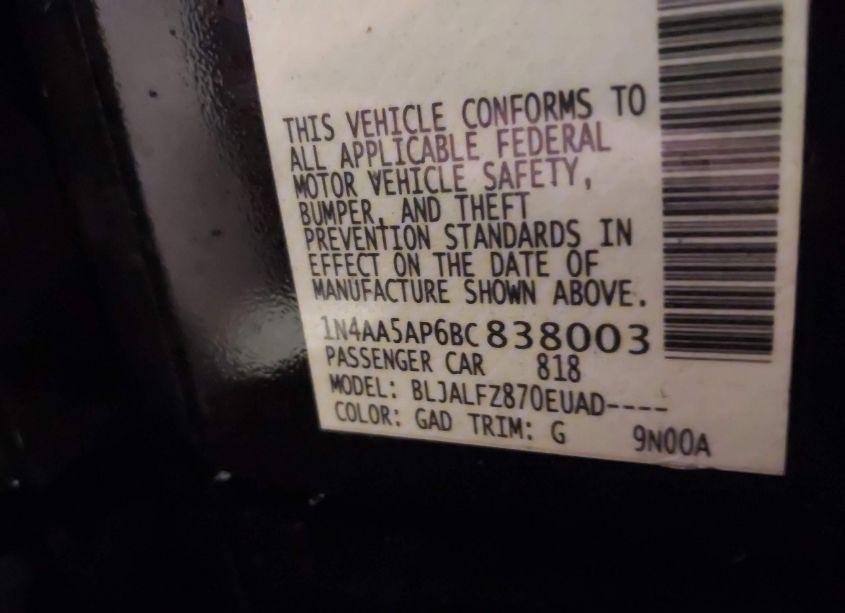 THIS VEHICLE CONFORMS TO
ALL APPLICABLE FEDERAL
MOTOR VEHICLE SAFETY,
BUMPER, AND THEFT
PREVENTION STANDARDS IN
EFFECT ON THE DATE OF
MANUFACTURE SHOWN ABOVE.
1N4AA5AP6BC838003
PASSENGER CAR 818
MODEL: BLJALFZ870EUAD----
COLOR: GAD TRIM: G 9N00A